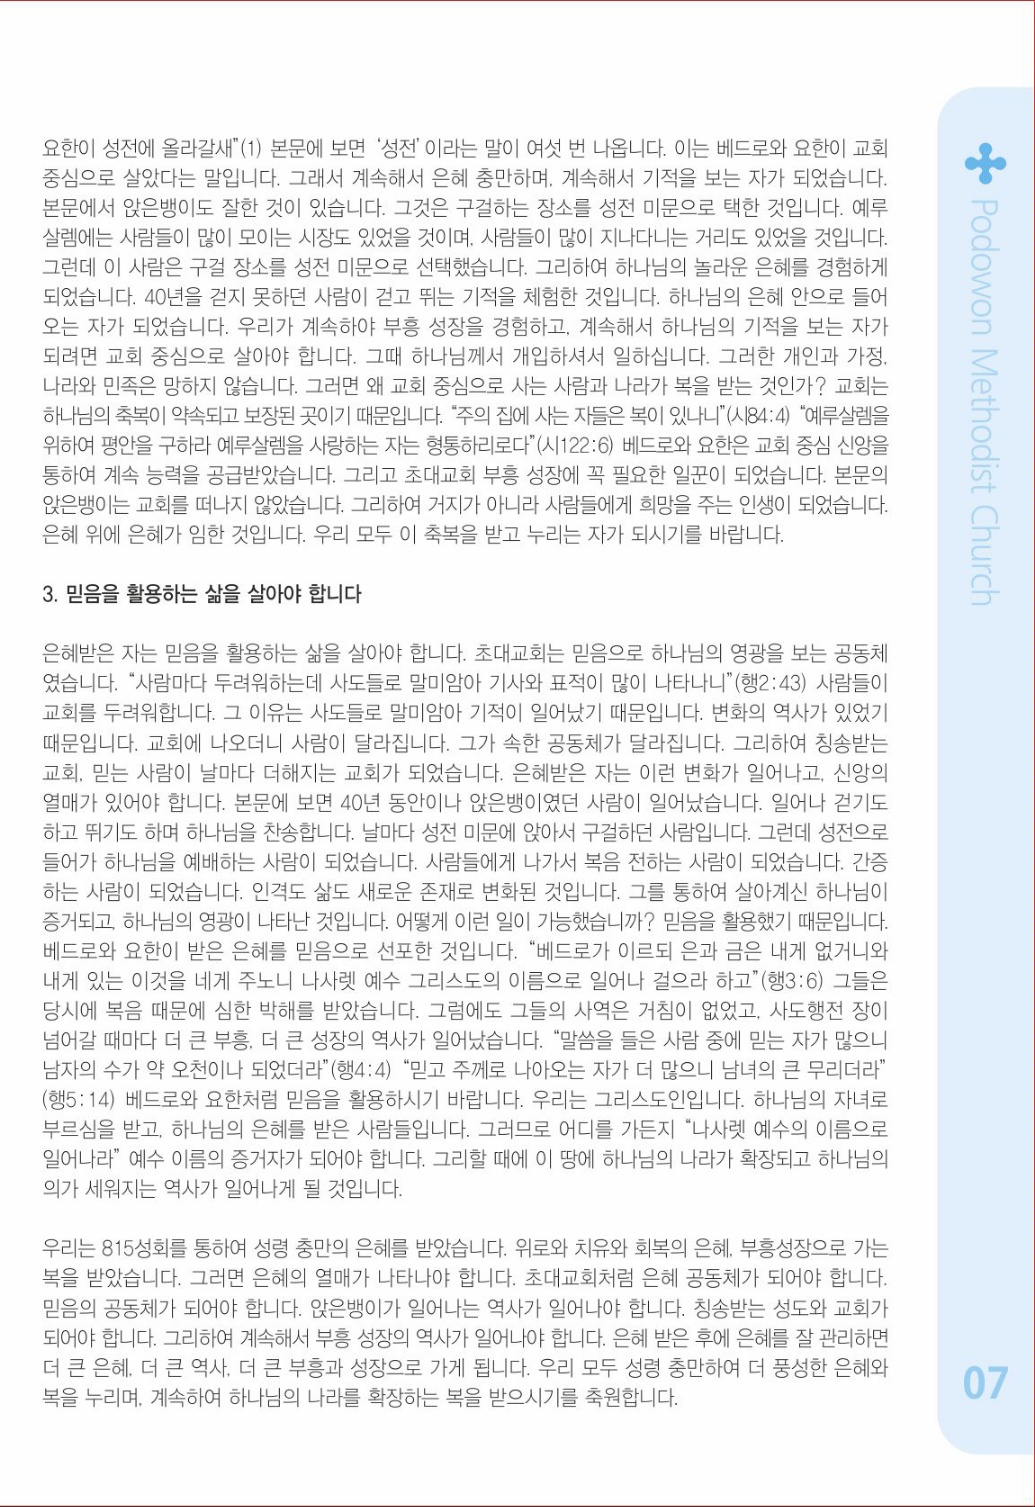 요한이 성전에 올라갈새”(1) 본문에 보면 ‘성전’이라는 말이 여섯 번 나옵니다. 이는 베드로와 요한이 교회
중심으로 살았다는 말입니다. 그래서 계속해서 은혜 충만하며, 계속해서 기적을 보는 자가 되었습니다.
본문에서 앉은뱅이도 잘한 것이 있습니다. 그것은 구걸하는 장소를 성전 미문으로 택한 것입니다. 예루
살렘에는 사람들이 많이 모이는 시장도 있었을 것이며, 사람들이 많이 지나다니는 거리도 있었을 것입니다.
그런데 이 사람은 구걸 장소를 성전 미문으로 선택했습니다. 그리하여 하나님의 놀라운 은혜를 경험하게
되었습니다. 40년을 걷지 못하던 사람이 걷고 뛰는 기적을 체험한 것입니다. 하나님의 은혜 안으로 들어
오는 자가 되었습니다. 우리가 계속하야 부흥 성장을 경험하고, 계속해서 하나님의 기적을 보는 자가
되려면 교회 중심으로 살아야 합니다. 그때 하나님께서 개입하셔서 일하십니다. 그러한 개인과 가정,
나라와 민족은 망하지 않습니다. 그러면 왜 교회 중심으로 사는 사람과 나라가 복을 받는 것인가? 교회는
하나님의 축복이 약속되고 보장된 곳이기 때문입니다. “주의 집에 사는 자들은 복이 있나니”(시84:4) “예루살렘을
위하여 평안을 구하라 예루살렘을 사랑하는 자는 형통하리로다”(시122:6) 베드로와 요한은 교회 중심 신앙을
통하여 계속 능력을 공급받았습니다. 그리고 초대교회 부흥 성장에 꼭 필요한 일꾼이 되었습니다. 본문의
앉은뱅이는 교회를 떠나지 않았습니다. 그리하여 거지가 아니라 사람들에게 희망을 주는 인생이 되었습니다.
은혜 위에 은혜가 임한 것입니다. 우리 모두 이 축복을 받고 누리는 자가 되시기를 바랍니다.
3. 믿음을 활용하는 삶을 살아야 합니다
은혜받은 자는 믿음을 활용하는 삶을 살아야 합니다. 초대교회는 믿음으로 하나님의 영광을 보는 공동체
였습니다. “사람마다 두려워하는데 사도들로 말미암아 기사와 표적이 많이 나타나니”(행2:43) 사람들이
교회를 두려워합니다. 그 이유는 사도들로 말미암아 기적이 일어났기 때문입니다. 변화의 역사가 있었기
때문입니다. 교회에 나오더니 사람이 달라집니다. 그가 속한 공동체가 달라집니다. 그리하여 칭송받는
교회, 믿는 사람이 날마다 더해지는 교회가 되었습니다. 은혜받은 자는 이런 변화가 일어나고, 신앙의
열매가 있어야 합니다. 본문에 보면 40년 동안이나 앉은뱅이였던 사람이 일어났습니다. 일어나 걷기도
하고 뛰기도 하며 하나님을 찬송합니다. 날마다 성전 미문에 앉아서 구걸하던 사람입니다. 그런데 성전으로
들어가 하나님을 예배하는 사람이 되었습니다. 사람들에게 나가서 복음 전하는 사람이 되었습니다. 간증
하는 사람이 되었습니다. 인격도 삶도 새로운 존재로 변화된 것입니다. 그를 통하여 살아계신 하나님이
증거되고, 하나님의 영광이 나타난 것입니다. 어떻게 이런 일이 가능했습니까? 믿음을 활용했기 때문입니다.
베드로와 요한이 받은 은혜를 믿음으로 선포한 것입니다. “베드로가 이르되 은과 금은 내게 없거니와
내게 있는 이것을 네게 주노니 나사렛 예수 그리스도의 이름으로 일어나 걸으라 하고”(행3:6) 그들은
당시에 복음 때문에 심한 박해를 받았습니다. 그럼에도 그들의 사역은 거침이 없었고, 사도행전 장이
넘어갈 때마다 더 큰 부흥, 더 큰 성장의 역사가 일어났습니다. “말씀을 들은 사람 중에 믿는 자가 많으니
남자의 수가 약 오천이나 되었더라”(행4:4) “믿고 주께로 나아오는 자가 더 많으니 남녀의 큰 무리더라”
(행5:14) 베드로와 요한처럼 믿음을 활용하시기 바랍니다. 우리는 그리스도인입니다. 하나님의 자녀로
부르심을 받고, 하나님의 은혜를 받은 사람들입니다. 그러므로 어디를 가든지 “나사렛 예수의 이름으로
일어나라” 예수 이름의 증거자가 되어야 합니다. 그리할 때에 이 땅에 하나님의 나라가 확장되고 하나님의
의가 세워지는 역사가 일어나게 될 것입니다.
우리는 815성회를 통하여 성령 충만의 은혜를 받았습니다. 위로와 치유와 회복의 은혜, 부흥성장으로 가는
복을 받았습니다. 그러면 은혜의 열매가 나타나야 합니다. 초대교회처럼 은혜 공동체가 되어야 합니다.
믿음의 공동체가 되어야 합니다. 앉은뱅이가 일어나는 역사가 일어나야 합니다. 칭송받는 성도와 교회가
되어야 합니다. 그리하여 계속해서 부흥 성장의 역사가 일어나야 합니다. 은혜 받은 후에 은혜를 잘 관리하면
더 큰 은혜, 더 큰 역사, 더 큰 부흥과 성장으로 가게 됩니다. 우리 모두 성령 충만하여 더 풍성한 은혜와
복을 누리며, 계속하여 하나님의 나라를 확장하는 복을 받으시기를 축원합니다.
Podowon Methodist Church
07